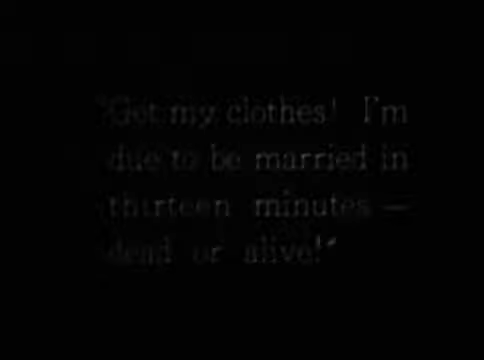 "Get my clothes! I'm
due to be married in
thirteen minutes —
dead or alive!"